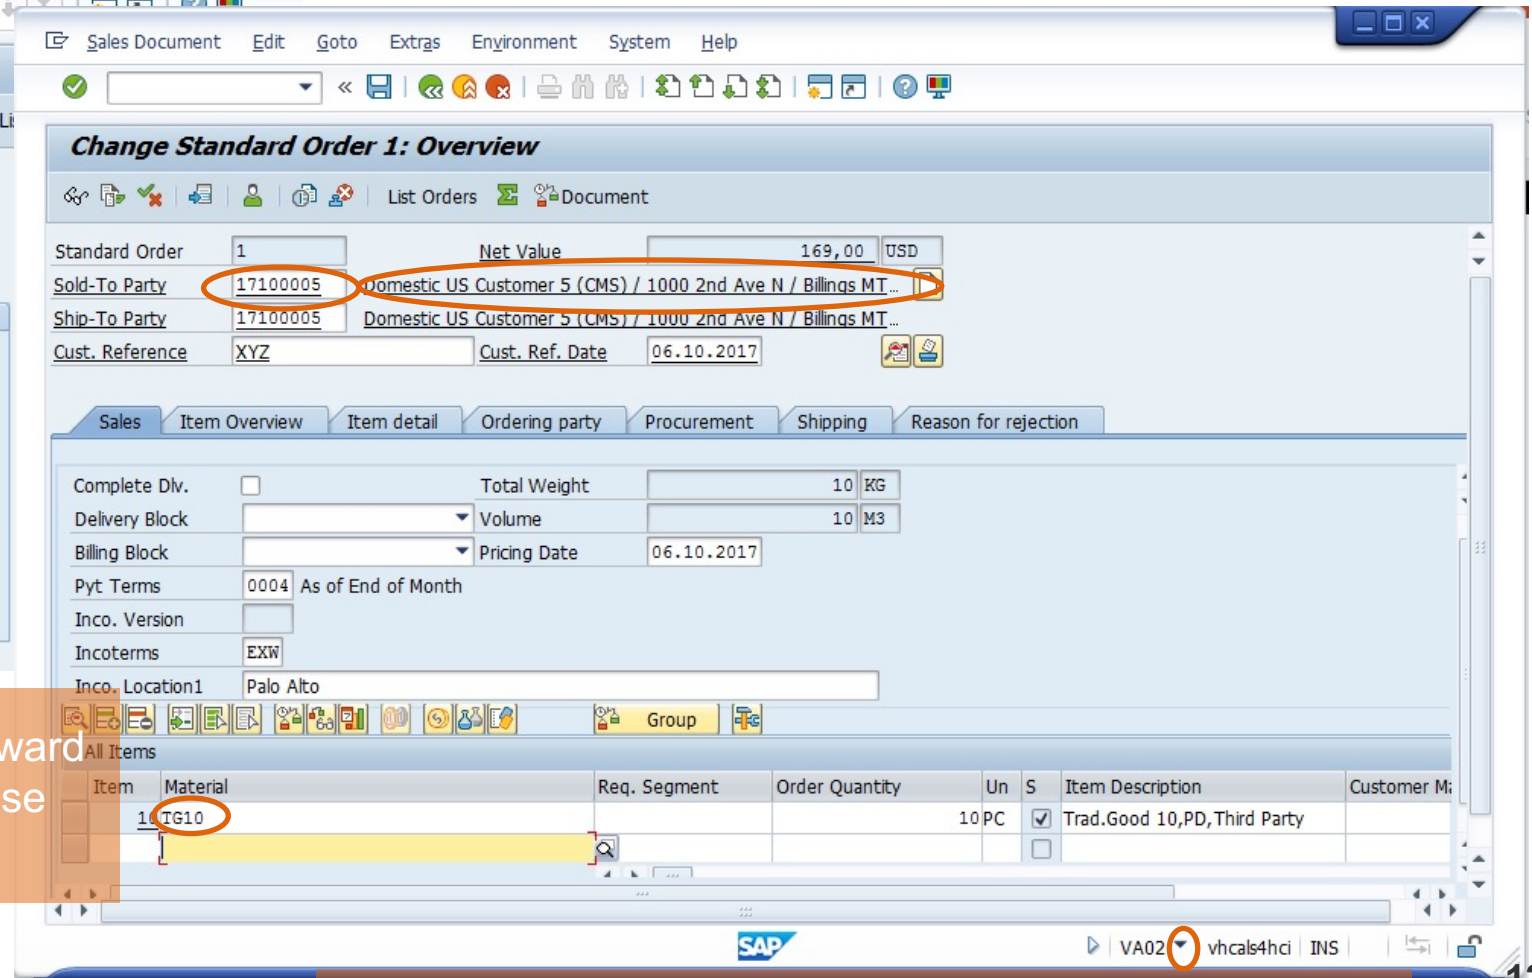 Sales Document Edit Goto Extras Environment System Help
Change Standard Order 1: Overview
List Orders Document
Standard Order 1 Net Value 169,00 USD
Sold-To Party 17100005 Domestic US Customer 5 (CMS) / 1000 2nd Ave N / Billings MT...
Ship-To Party 17100005 Domestic US Customer 5 (CMS) / 1000 2nd Ave N / Billings MT...
Cust. Reference XYZ Cust. Ref. Date 06.10.2017
Sales Item Overview Item detail Ordering party Procurement Shipping Reason for rejection
Complete Dlv. Total Weight 10 KG
Delivery Block Volume 10 M3
Billing Block Pricing Date 06.10.2017
Pyt Terms 0004 As of End of Month
Inco. Version
Incoterms EXW
Inco. Location1 Palo Alto
Group
ward
All Items
se
Item Material Req. Segment Order Quantity Un S Item Description Customer Ma
10 TG10 10 PC Trad.Good 10,PD,Third Party
SAP VA02 vhcals4hci INS